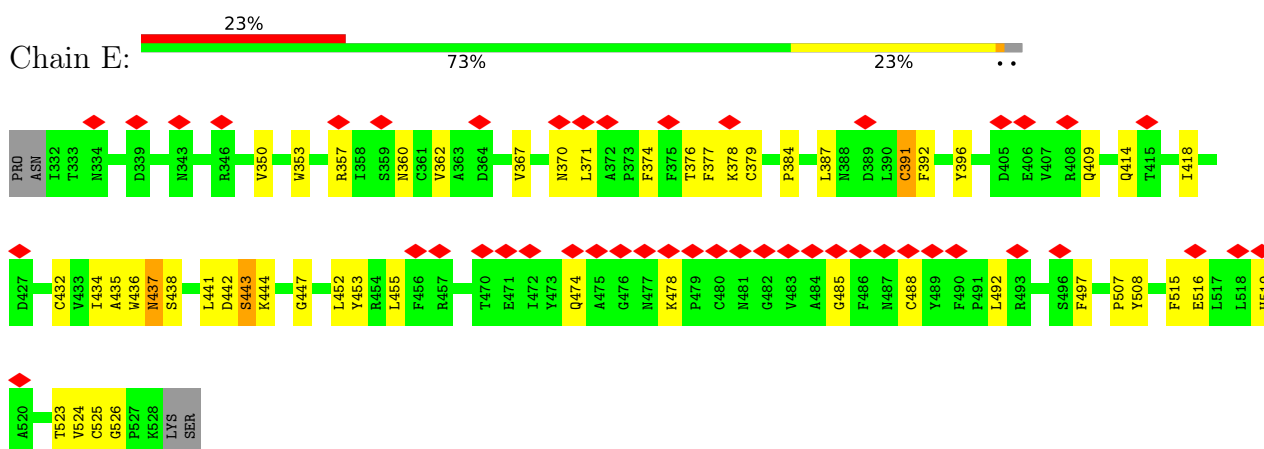 23%
Chain E:
73% 23% • •
PRO ASN I332 T333 N334 D339 N343 R346 V350 W353 R357 I358 S359 N360 C361 V362 A363 D364 V367 N370 L371 A372 P373 F374 F375 T376 F377 K378 C379 P384 L387 N388 D389 L390 C391 F392 Y396 D405 E406 V407 R408 Q409 Q414 T415 I418
D427 C432 V433 I434 A435 W436 N437 S438 L441 D442 S443 K444 G447 L452 Y453 R454 L455 F456 R457 T470 E471 I472 Y473 Q474 A475 G476 N477 K478 P479 C480 N481 G482 V483 A484 G485 F486 N487 C488 Y489 F490 P491 L492 R493 S496 F497 P507 Y508 F515 E516 L517 L518
A520 T523 V524 C525 G526 P527 K528 LYS SER